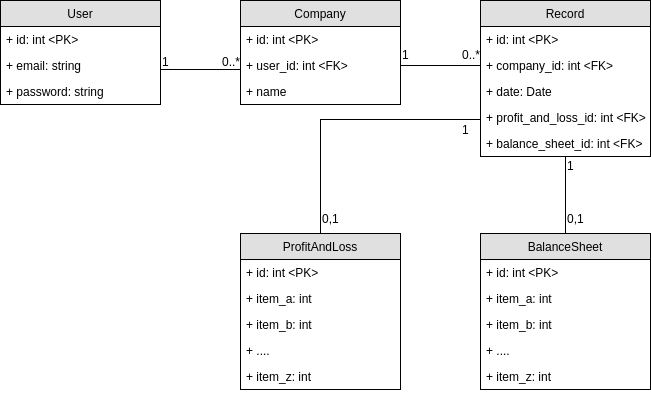 User
+ id: int <PK>
+ email: string
+ password: string
1
0..*
Company
+ id: int <PK>
+ user_id: int <FK>
+ name
1
0..*
Record
+ id: int <PK>
+ company_id: int <FK>
+ date: Date
+ profit_and_loss_id: int <FK>
+ balance_sheet_id: int <FK>
1
0,1
1
0,1
ProfitAndLoss
+ id: int <PK>
+ item_a: int
+ item_b: int
+ ....
+ item_z: int
BalanceSheet
+ id: int <PK>
+ item_a: int
+ item_b: int
+ ....
+ item_z: int